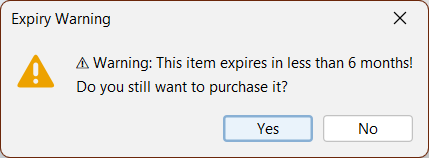 Expiry Warning
⚠ Warning: This item expires in less than 6 months!
Do you still want to purchase it?
Yes No